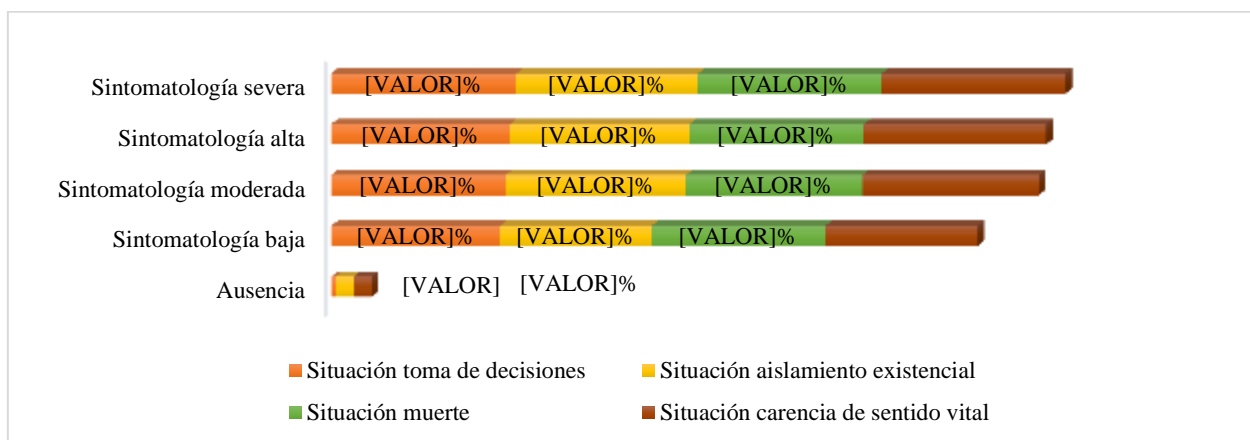 Sintomatología severa [VALOR]% [VALOR]% [VALOR]%
Sintomatología alta [VALOR]% [VALOR]% [VALOR]%
Sintomatología moderada [VALOR]% [VALOR]% [VALOR]%
Sintomatología baja [VALOR]% [VALOR]% [VALOR]%
Ausencia [VALOR] [VALOR]%
Situación toma de decisiones Situación aislamiento existencial
Situación muerte Situación carencia de sentido vital